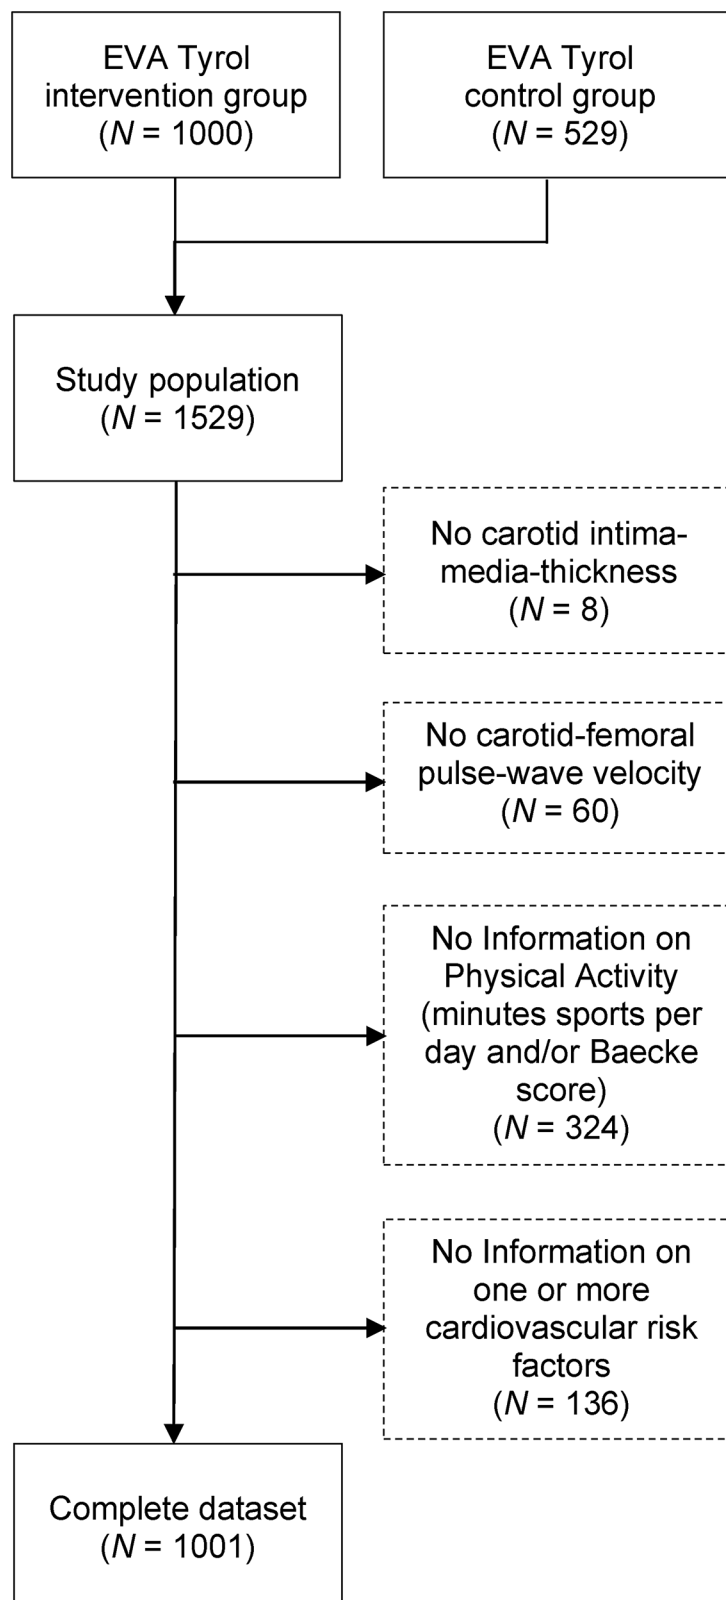 EVA Tyrol
intervention group
(N = 1000)
EVA Tyrol
control group
(N = 529)
Study population
(N = 1529)
No carotid intima-
media-thickness
(N = 8)
No carotid-femoral
pulse-wave velocity
(N = 60)
No Information on
Physical Activity
(minutes sports per
day and/or Baecke
score)
(N = 324)
No Information on
one or more
cardiovascular risk
factors
(N = 136)
Complete dataset
(N = 1001)